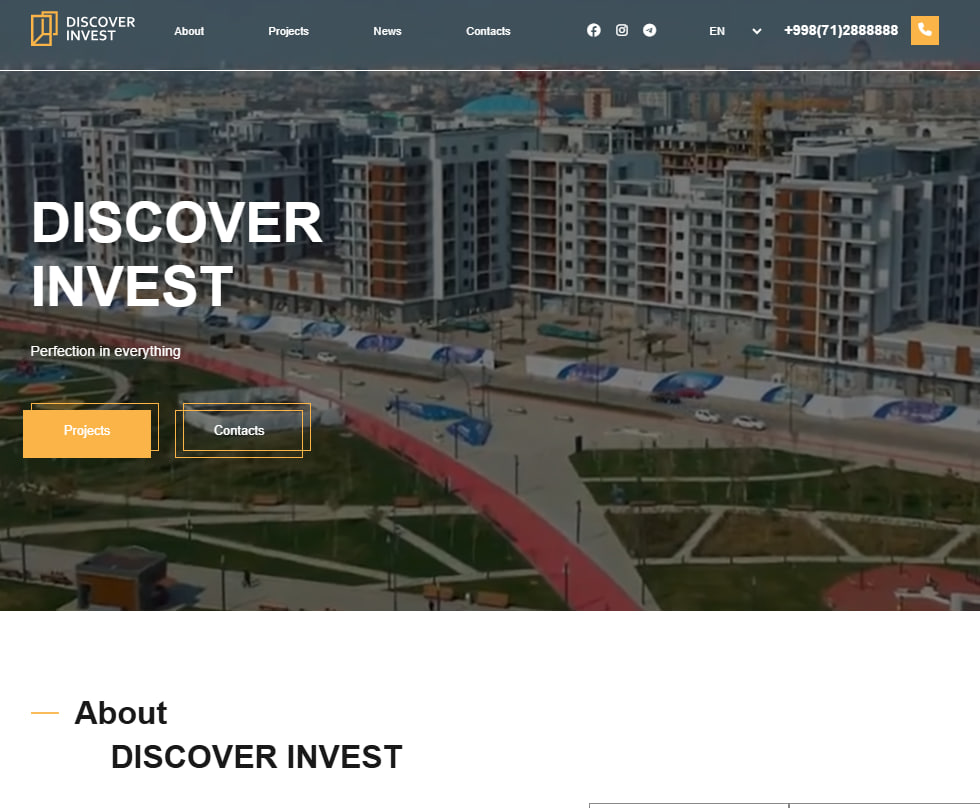 DISCOVER
INVEST
About
Projects
News
Contacts
EN
+998(71)2888888
DISCOVER
INVEST
Perfection in everything
Projects
Contacts
About
DISCOVER INVEST